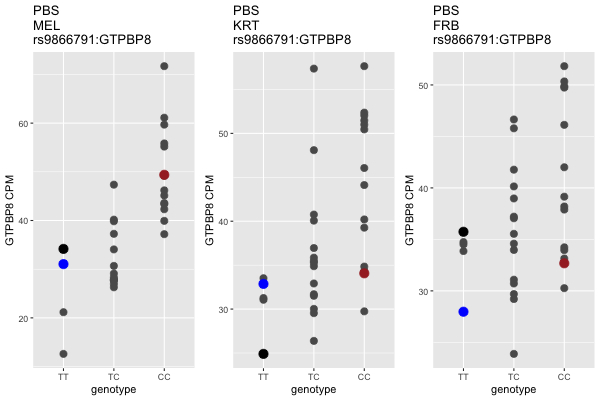 PBS
MEL
rs9866791:GTPBP8
GTPBP8 CPM
60
40
20
TT
TC
CC
genotype
PBS
KRT
rs9866791:GTPBP8
GTPBP8 CPM
50
40
30
TT
TC
CC
genotype
PBS
FRB
rs9866791:GTPBP8
GTPBP8 CPM
50
40
30
TT
TC
CC
genotype